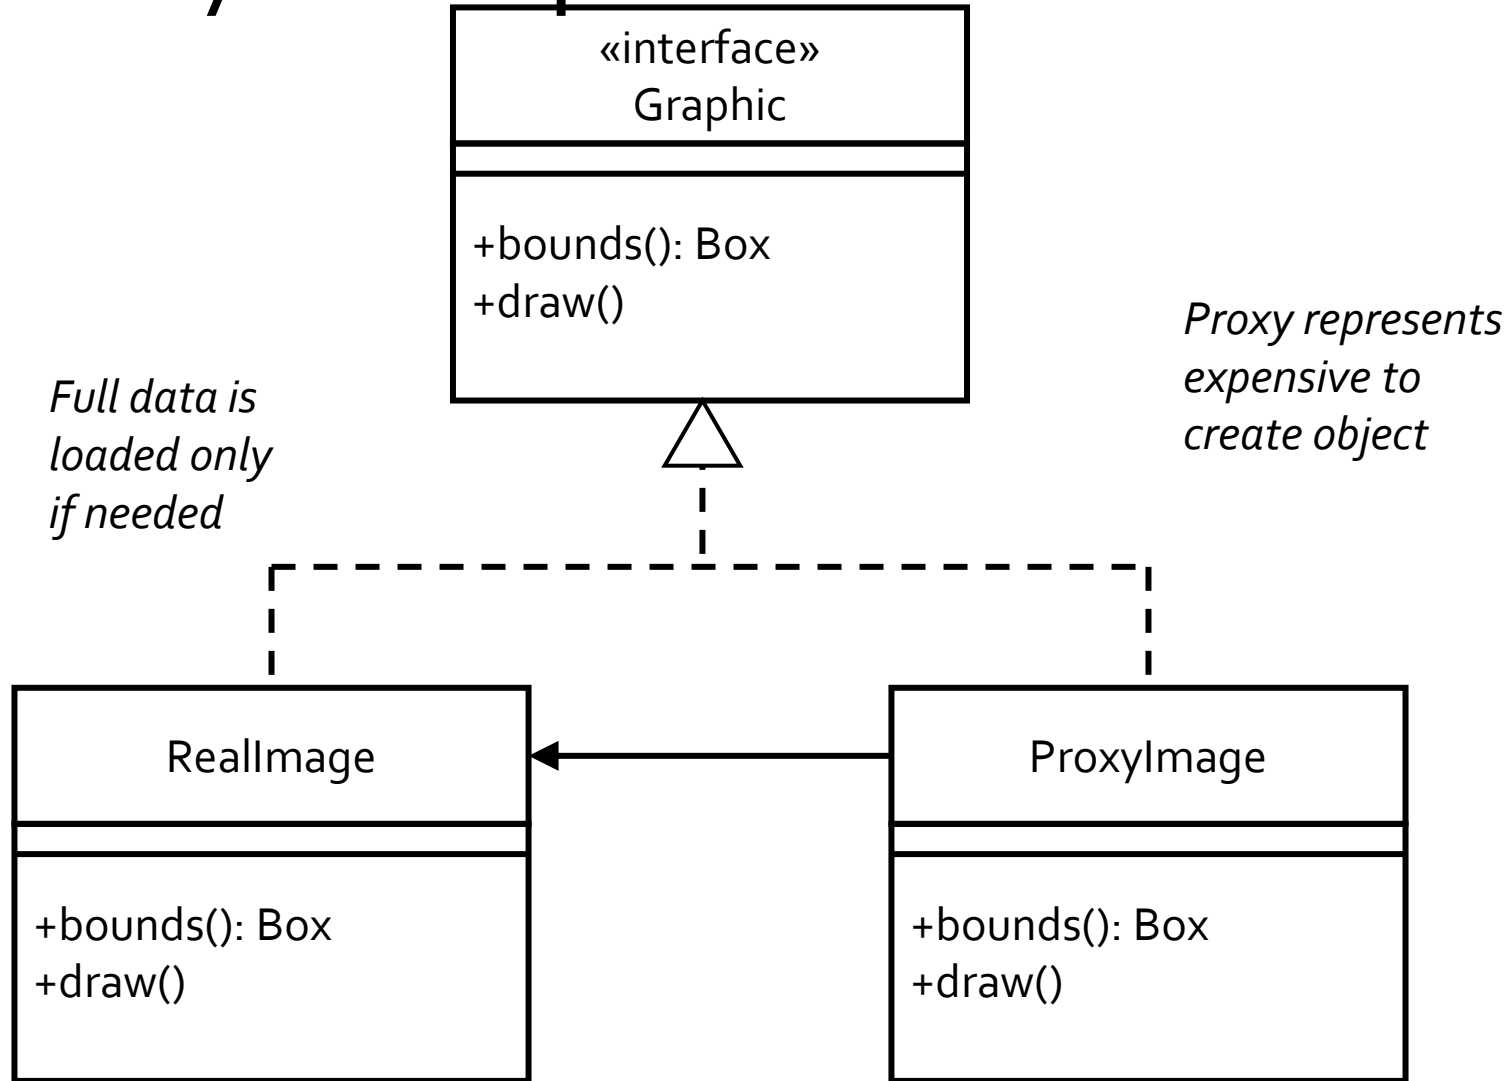 «interface»
Graphic
+bounds(): Box
+draw()
Full data is
loaded only
if needed
Proxy represents
expensive to
create object
RealImage
+bounds(): Box
+draw()
ProxyImage
+bounds(): Box
+draw()